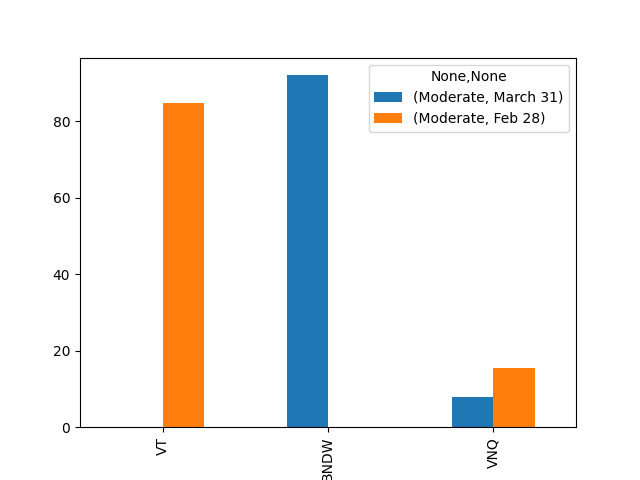 None,None
(Moderate, March 31)
(Moderate, Feb 28)
80
60
40
20
0
VT
BNDW
VNQ